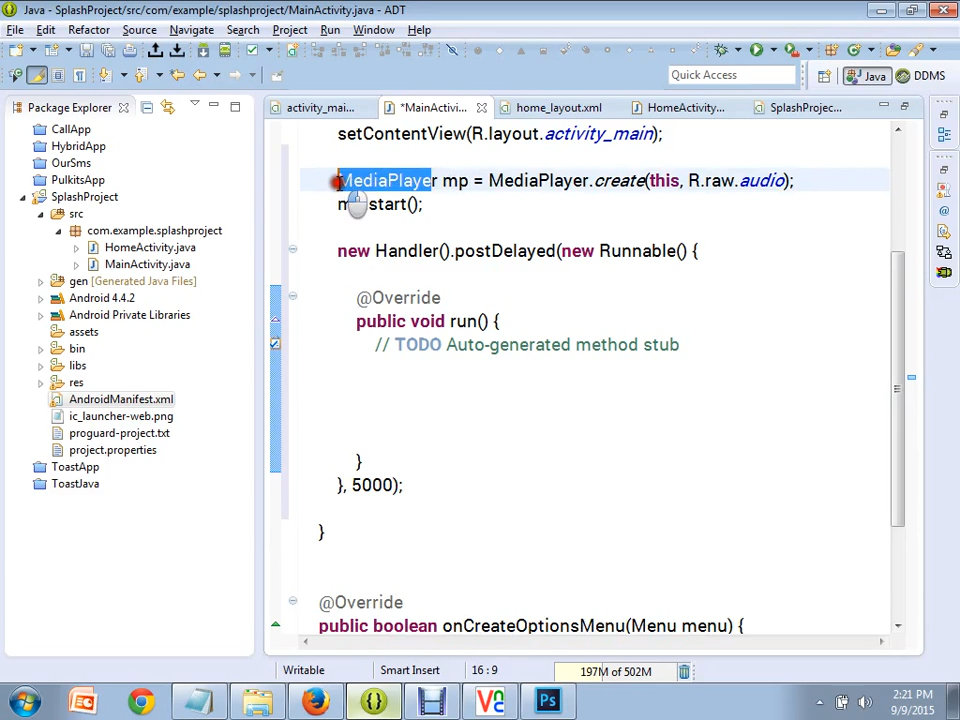 Java - SplashProject/src/com/example/splashproject/MainActivity.java - ADT
File Edit Refactor Source Navigate Search Project Run Window Help
Quick Access Java DDMS
Package Explorer
activity_mai... *MainActivi... home_layout.xml HomeActivity... SplashProjec...
CallApp
HybridApp
OurSms
PulkitsApp
SplashProject
src
com.example.splashproject
HomeActivity.java
MainActivity.java
gen [Generated Java Files]
Android 4.4.2
Android Private Libraries
assets
bin
libs
res
AndroidManifest.xml
ic_launcher-web.png
proguard-project.txt
project.properties
ToastApp
ToastJava
setContentView(R.layout.activity_main);
MediaPlayer mp = MediaPlayer.create(this, R.raw.audio);
start();
new Handler().postDelayed(new Runnable() {
@Override
public void run() {
// TODO Auto-generated method stub
}
}, 5000);
}
@Override
public boolean onCreateOptionsMenu(Menu menu) {
Writable Smart Insert 16 : 9 197M of 502M
2:21 PM
9/9/2015